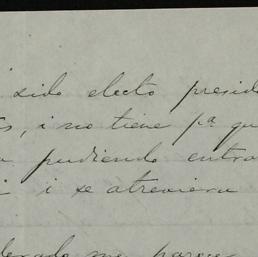 sido electo presid
s, i no tiene pª qu
pudiendo entra
i se atreviera
me parece